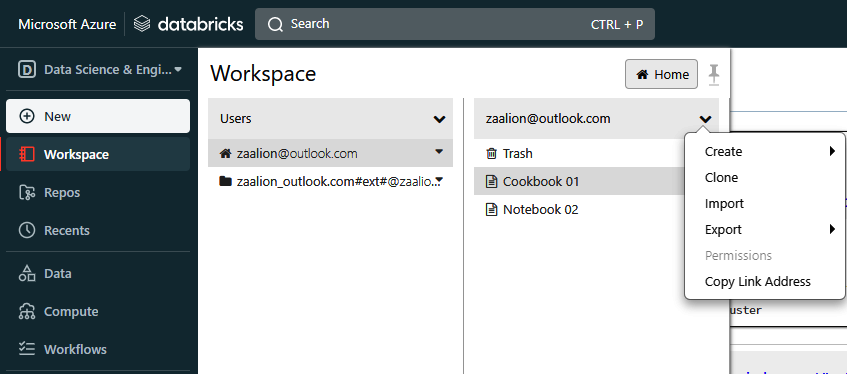 Microsoft Azure databricks Search CTRL + P
Data Science & Engi...
New
Workspace
Repos
Recents
Data
Compute
Workflows
Workspace Home
Users
zaalion@outlook.com
zaalion_outlook.com#ext#@zaalio...
zaalion@outlook.com
Trash
Cookbook 01
Notebook 02
Create
Clone
Import
Export
Permissions
Copy Link Address
uster